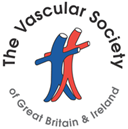 The Vascular Society
of Great Britain & Ireland